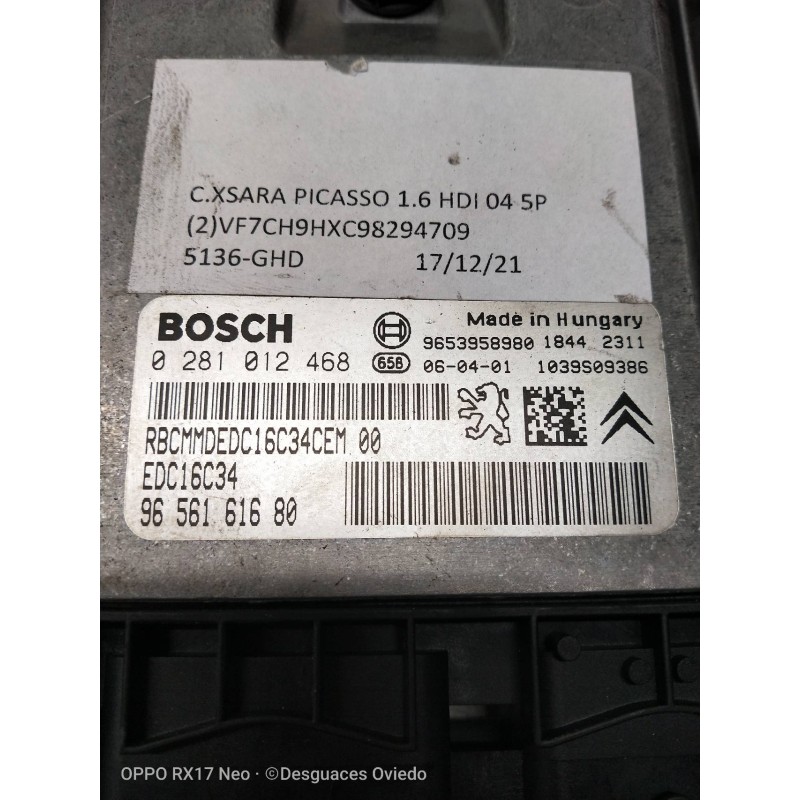 C.XSARA PICASSO 1.6 HDI 04 5P
(2)VF7CH9HXC98294709
5136-GHD 17/12/21
BOSCH
Made in Hungary
9653958980 1844 2311
0 281 012 468 656 06-04-01 1039S09386
RBCMMDEDC16C34CEM 00
EDC16C34
96 561 616 80
OPPO RX17 Neo · ©Desguaces Oviedo